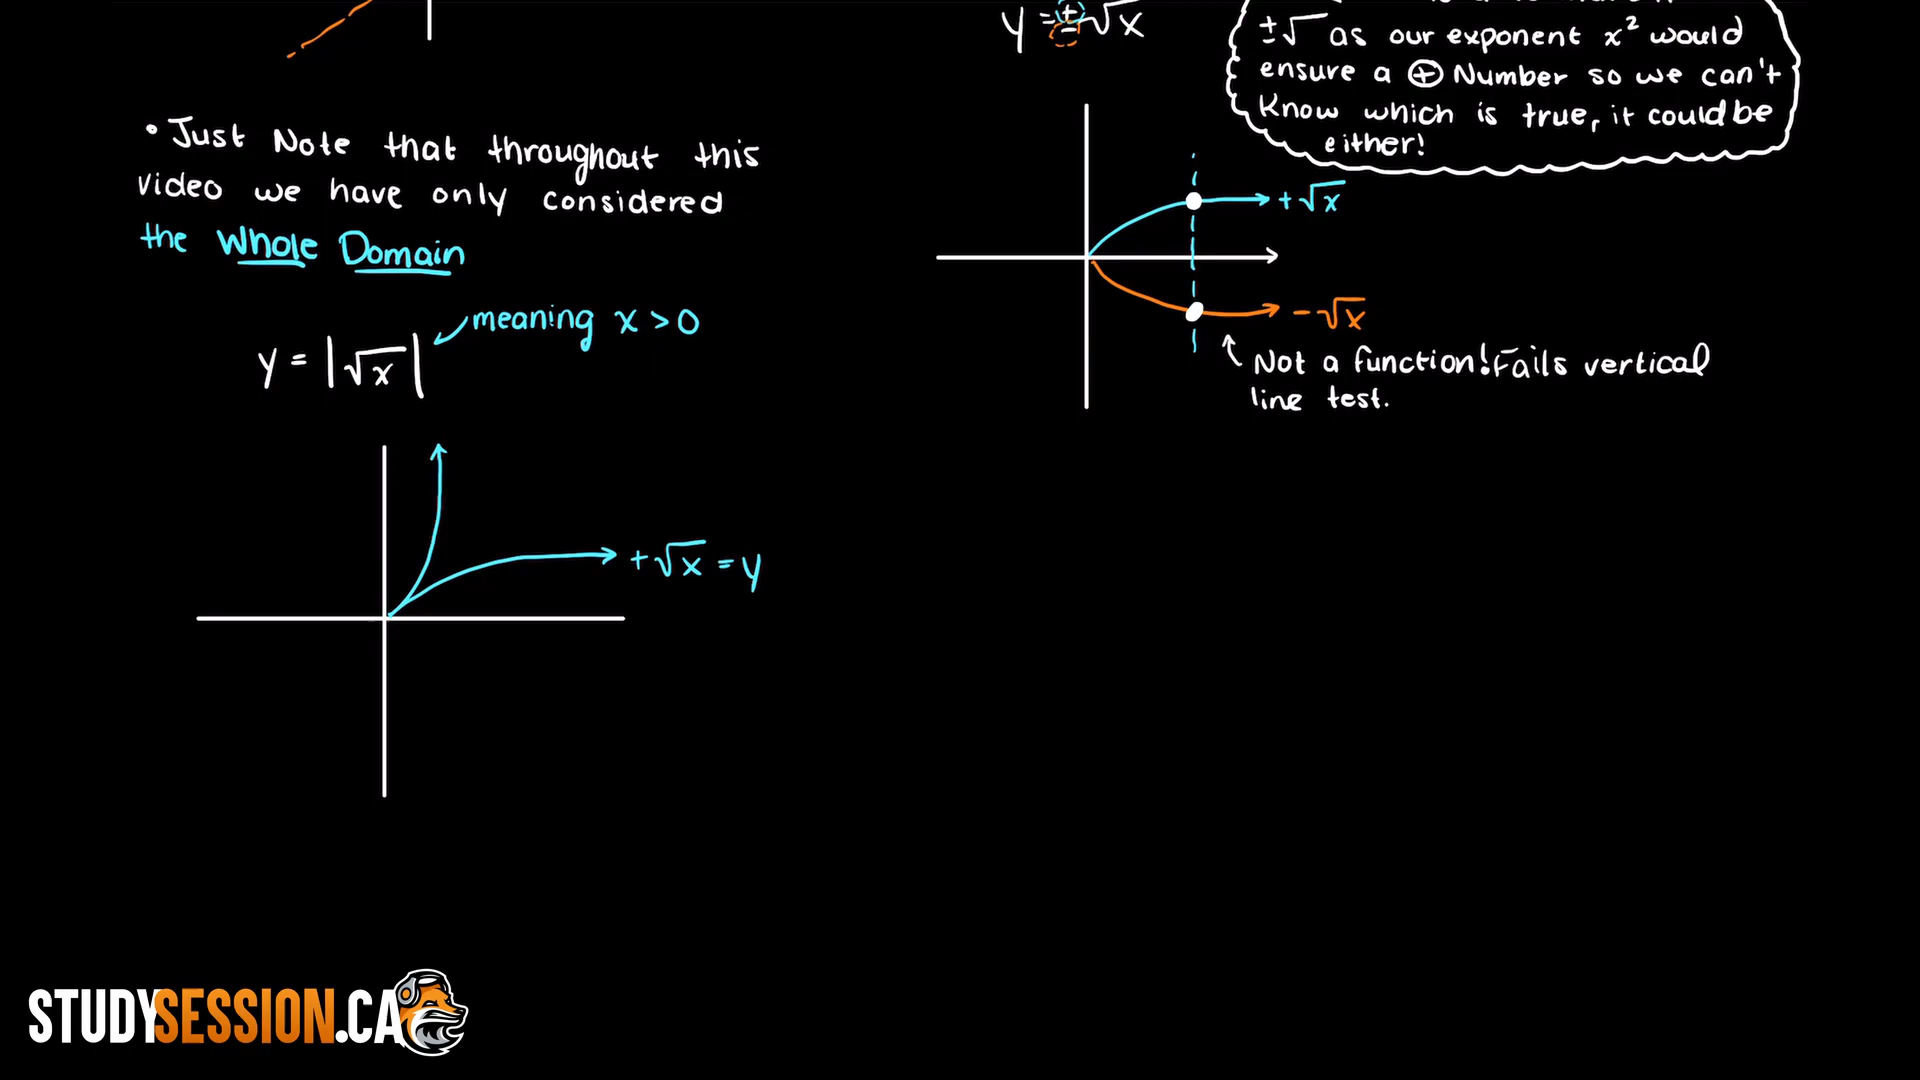 • Just Note that throughout this
video we have only considered
the Whole Domain
meaning x > 0
y = |√x|
+√x = y
y = ±√x
±√ as our exponent x² would
ensure a ⊕ Number so we can't
Know which is true, it could be
either!
+√x
-√x
Not a function! Fails vertical
line test.
STUDYSESSION.CA